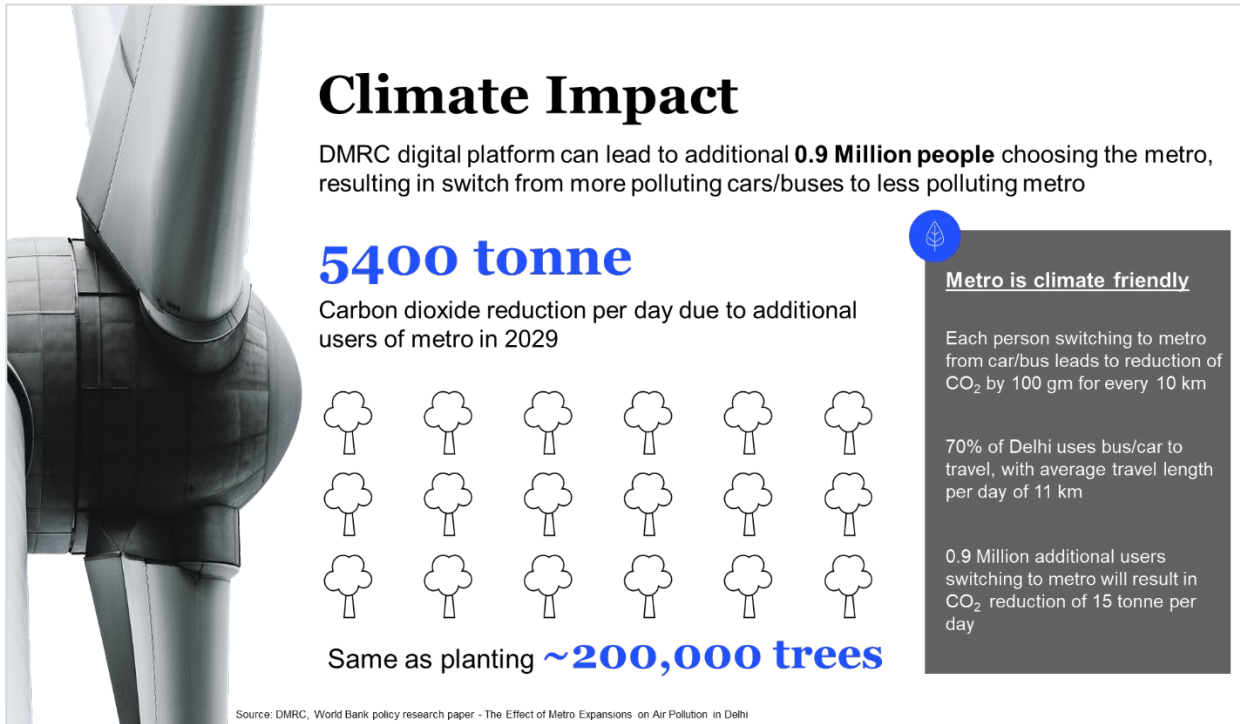 Climate Impact
DMRC digital platform can lead to additional 0.9 Million people choosing the metro,
resulting in switch from more polluting cars/buses to less polluting metro
5400 tonne
Carbon dioxide reduction per day due to additional
users of metro in 2029
Same as planting ~200,000 trees
Metro is climate friendly
Each person switching to metro
from car/bus leads to reduction of
CO₂ by 100 gm for every 10 km
70% of Delhi uses bus/car to
travel, with average travel length
per day of 11 km
0.9 Million additional users
switching to metro will result in
CO₂ reduction of 15 tonne per
day
Source: DMRC, World Bank policy research paper - The Effect of Metro Expansions on Air Pollution in Delhi